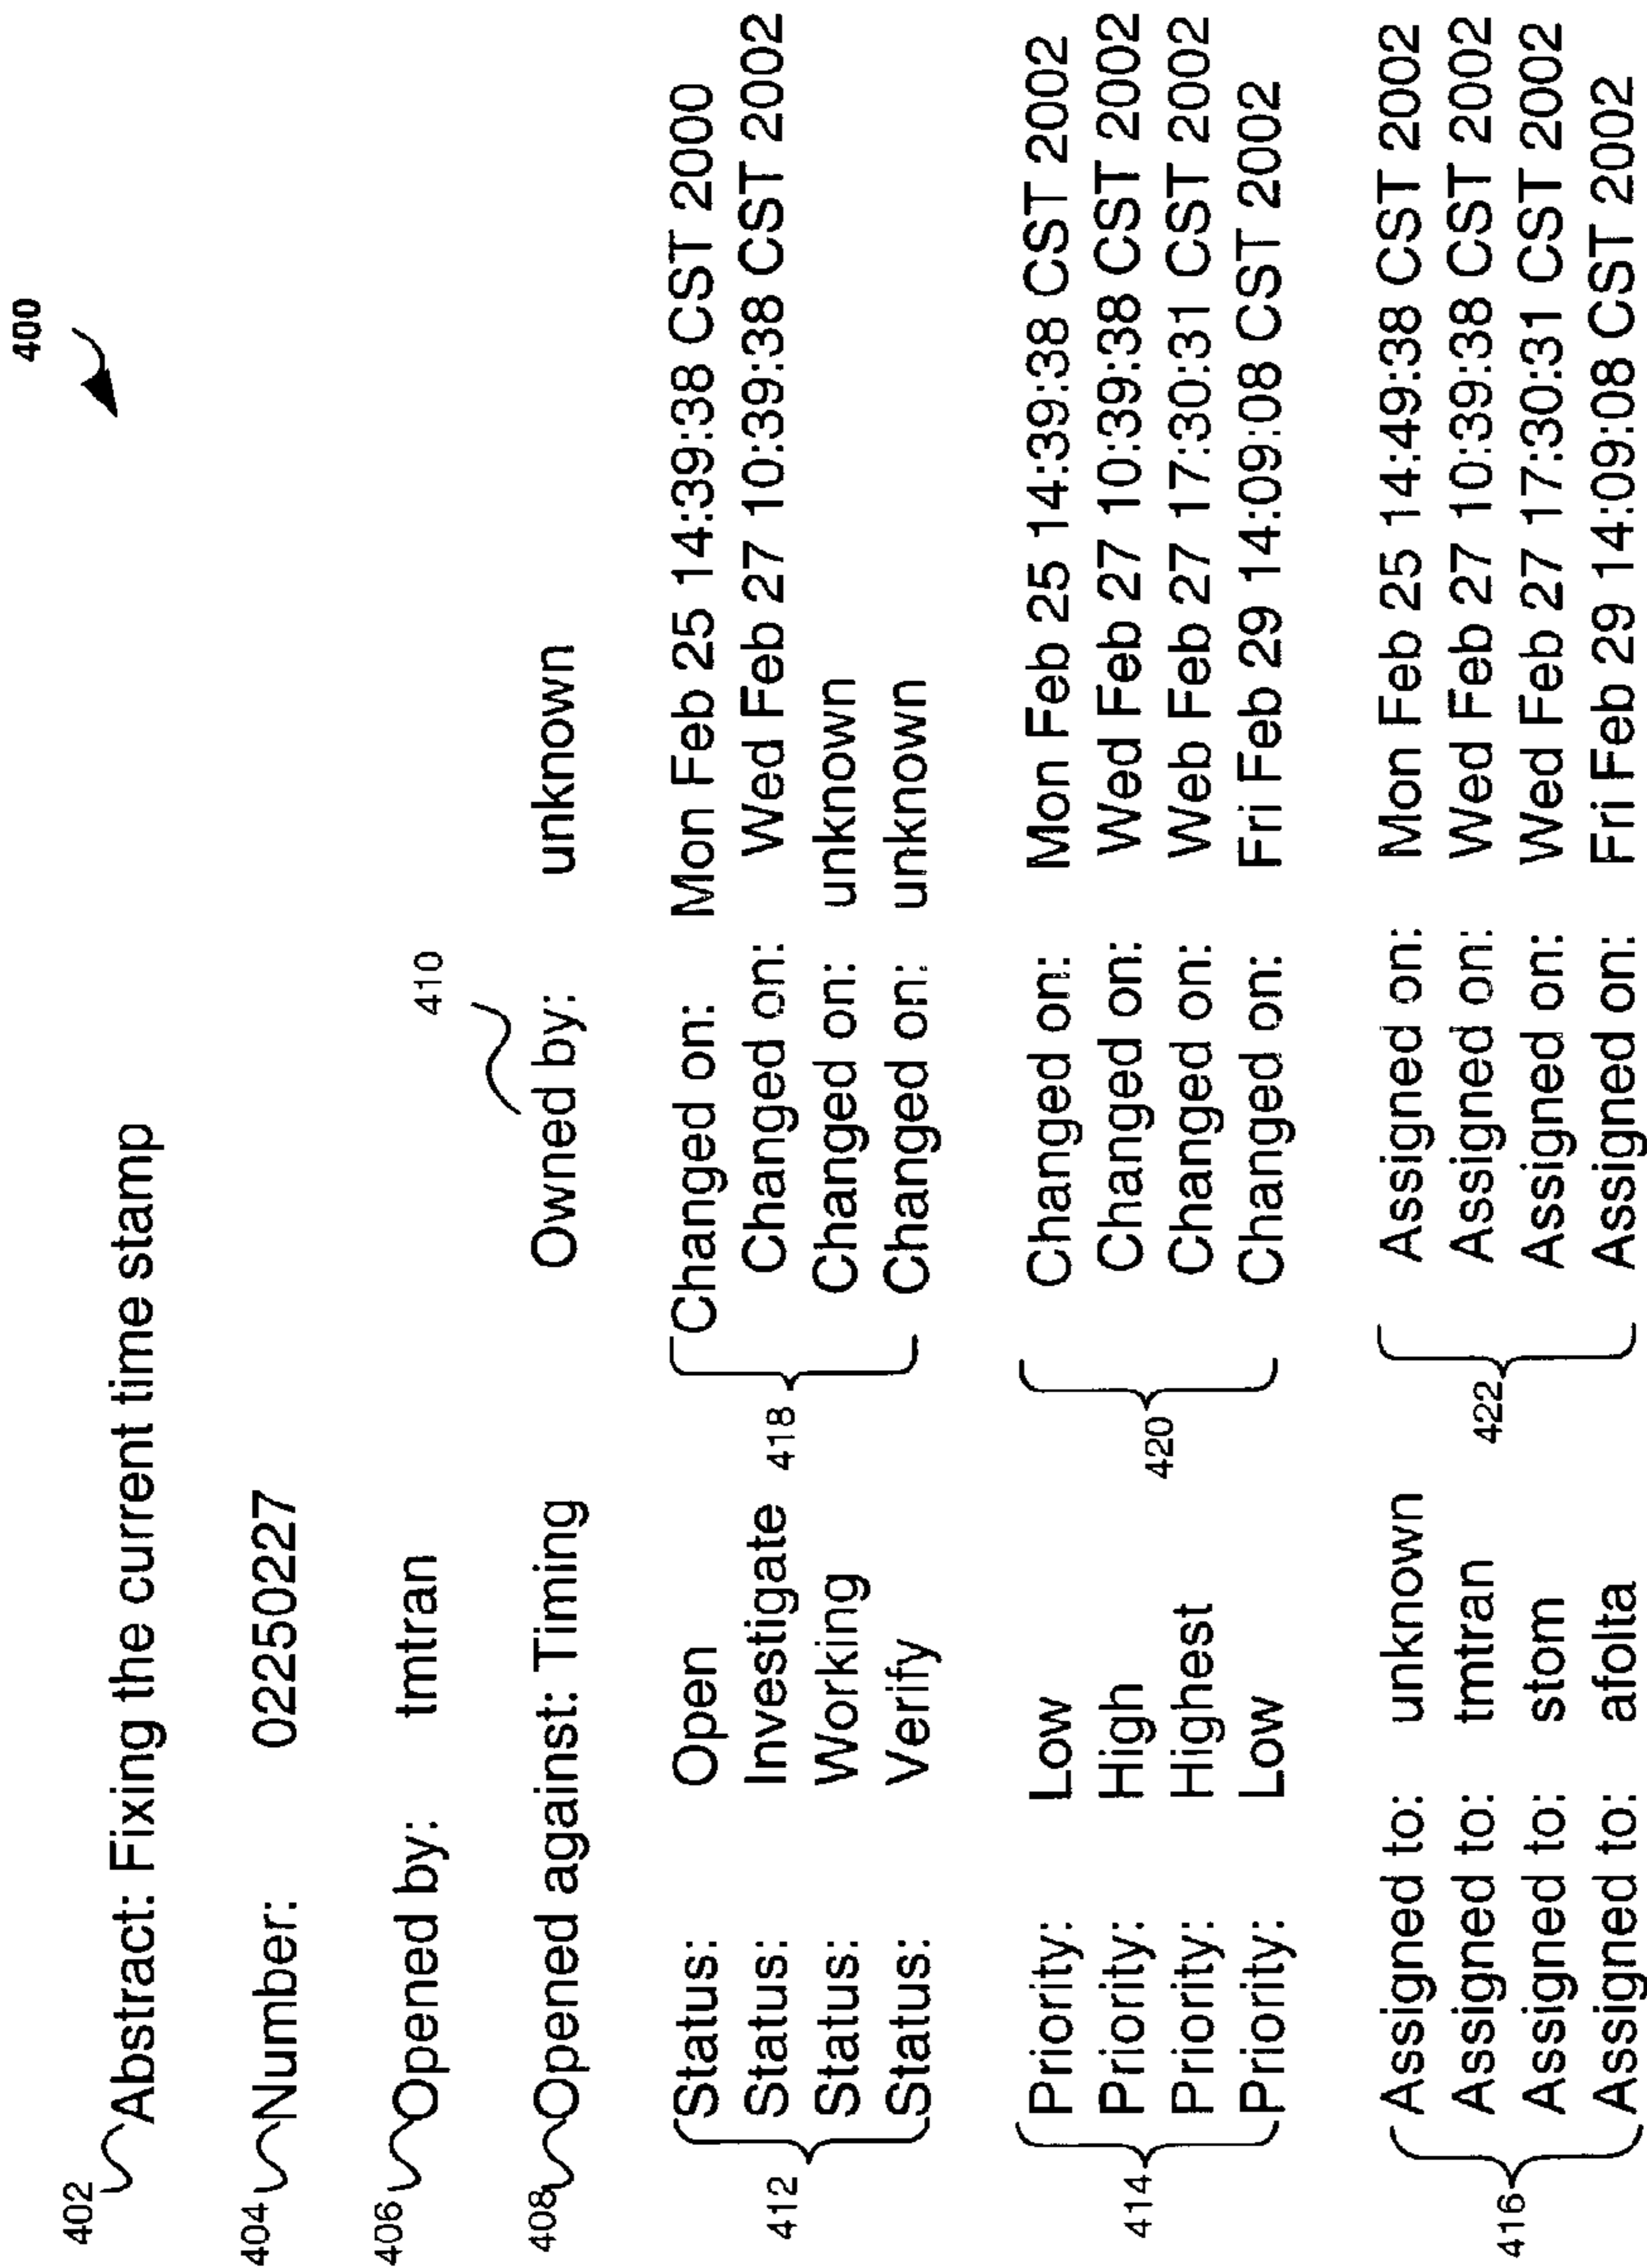 400
402 Abstract: Fixing the current time stamp
404 Number: 02250227
406 Opened by: tmtran
410
408 Opened against: Timing Owned by: unknown
Status: Open Changed on: Mon Feb 25 14:39:38 CST 2000
Status: Investigate Changed on: Wed Feb 27 10:39:38 CST 2002
412 418
Status: Working Changed on: unknown
Status: Verify Changed on: unknown
Priority: Low Changed on: Mon Feb 25 14:39:38 CST 2002
Priority: High Changed on: Wed Feb 27 10:39:38 CST 2002
414 420
Priority: Highest Changed on: Web Feb 27 17:30:31 CST 2002
Priority: Low Changed on: Fri Feb 29 14:09:08 CST 2002
Assigned to: unknown Assigned on: Mon Feb 25 14:49:38 CST 2002
Assigned to: tmtran Assigned on: Wed Feb 27 10:39:38 CST 2002
416 422
Assigned to: stom Assigned on: Wed Feb 27 17:30:31 CST 2002
Assigned to: afolta Assigned on: Fri Feb 29 14:09:08 CST 2002